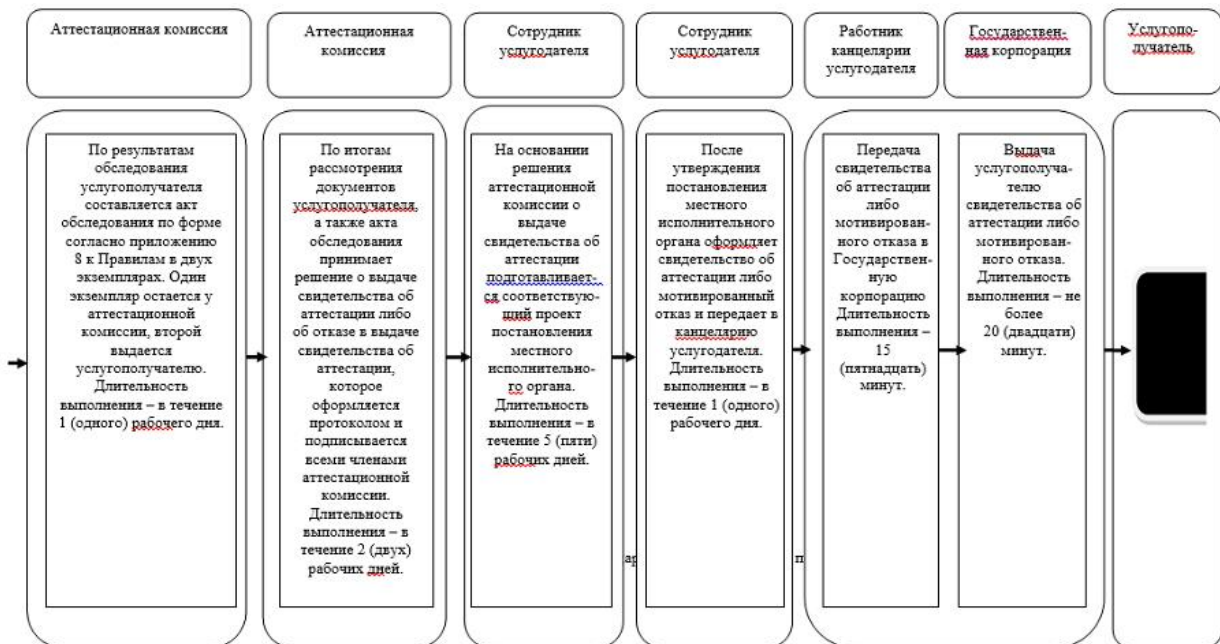 Аттестационная комиссия
Аттестационная
комиссия
Сотрудник
услугодателя
Сотрудник
услугодателя
Работник
канцелярии
услугодателя
Государствен-
ная корпорация
Услугопо-
лучатель
По результатам
обследования
услугополучателя
составляется акт
обследования по форме
согласно приложению
8 к Правилам в двух
экземплярах. Один
экземпляр остается у
аттестационной
комиссии, второй
выдается
услугополучателю.
Длительность
выполнения – в течение
1 (одного) рабочего дня.
По итогам
рассмотрения
документов
услугополучателя,
а также акта
обследования
принимает
решение о выдаче
свидетельства об
аттестации либо
об отказе в выдаче
свидетельства об
аттестации,
которое
оформляется
протоколом и
подписывается
всеми членами
аттестационной
комиссии.
Длительность
выполнения – в
течение 2 (двух)
рабочих дней.
На основании
решения
аттестационной
комиссии о
выдаче
свидетельства об
аттестации
подготавливает-
ся соответствую-
щий проект
постановления
местного
исполнительно-
го органа.
Длительность
выполнения – в
течение 5 (пяти)
рабочих дней.
После
утверждения
постановления
местного
исполнительного
органа оформляет
свидетельство об
аттестации либо
мотивированный
отказ и передает в
канцелярию
услугодателя.
Длительность
выполнения – в
течение 1 (одного)
рабочего дня.
Передача
свидетельства
об аттестации
либо
мотивирован-
ного отказа в
Государствен-
ную
корпорацию
Длительность
выполнения –
15
(пятнадцать)
минут.
Выдача
услугополуча-
телю
свидетельства об
аттестации либо
мотивирован-
ного отказа.
Длительность
выполнения – не
более
20 (двадцати)
минут.